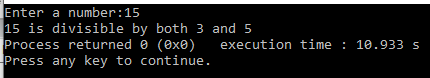 Enter a number:15
15 is divisible by both 3 and 5
Process returned 0 (0x0)   execution time : 10.933 s
Press any key to continue.